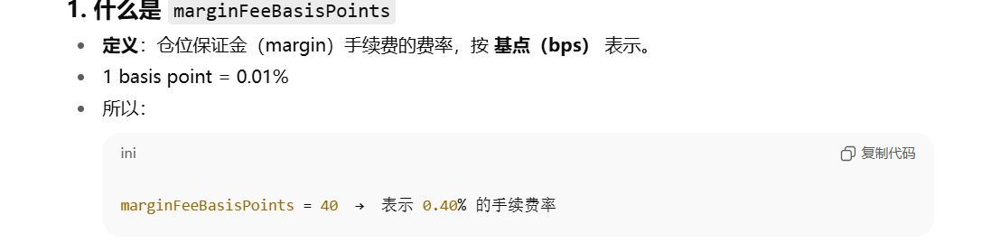 1. 什么是 marginFeeBasisPoints
定义：仓位保证金（margin）手续费的费率，按 基点（bps） 表示。
1 basis point = 0.01%
所以：
ini
复制代码
marginFeeBasisPoints = 40 → 表示 0.40% 的手续费率